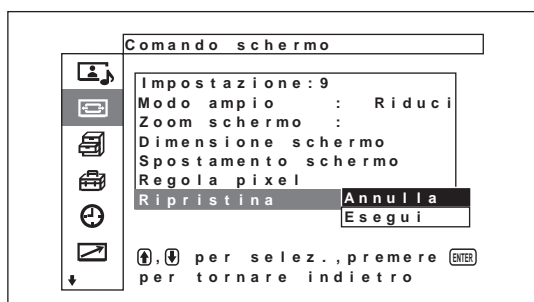 Comando schermo
Impostazione:9
Modo ampio : Riduci
Zoom schermo :
Dimensione schermo
Spostamento schermo
Regola pixel
Ripristina Annulla
Esegui
, per selez.,premere ENTER
per tornare indietro